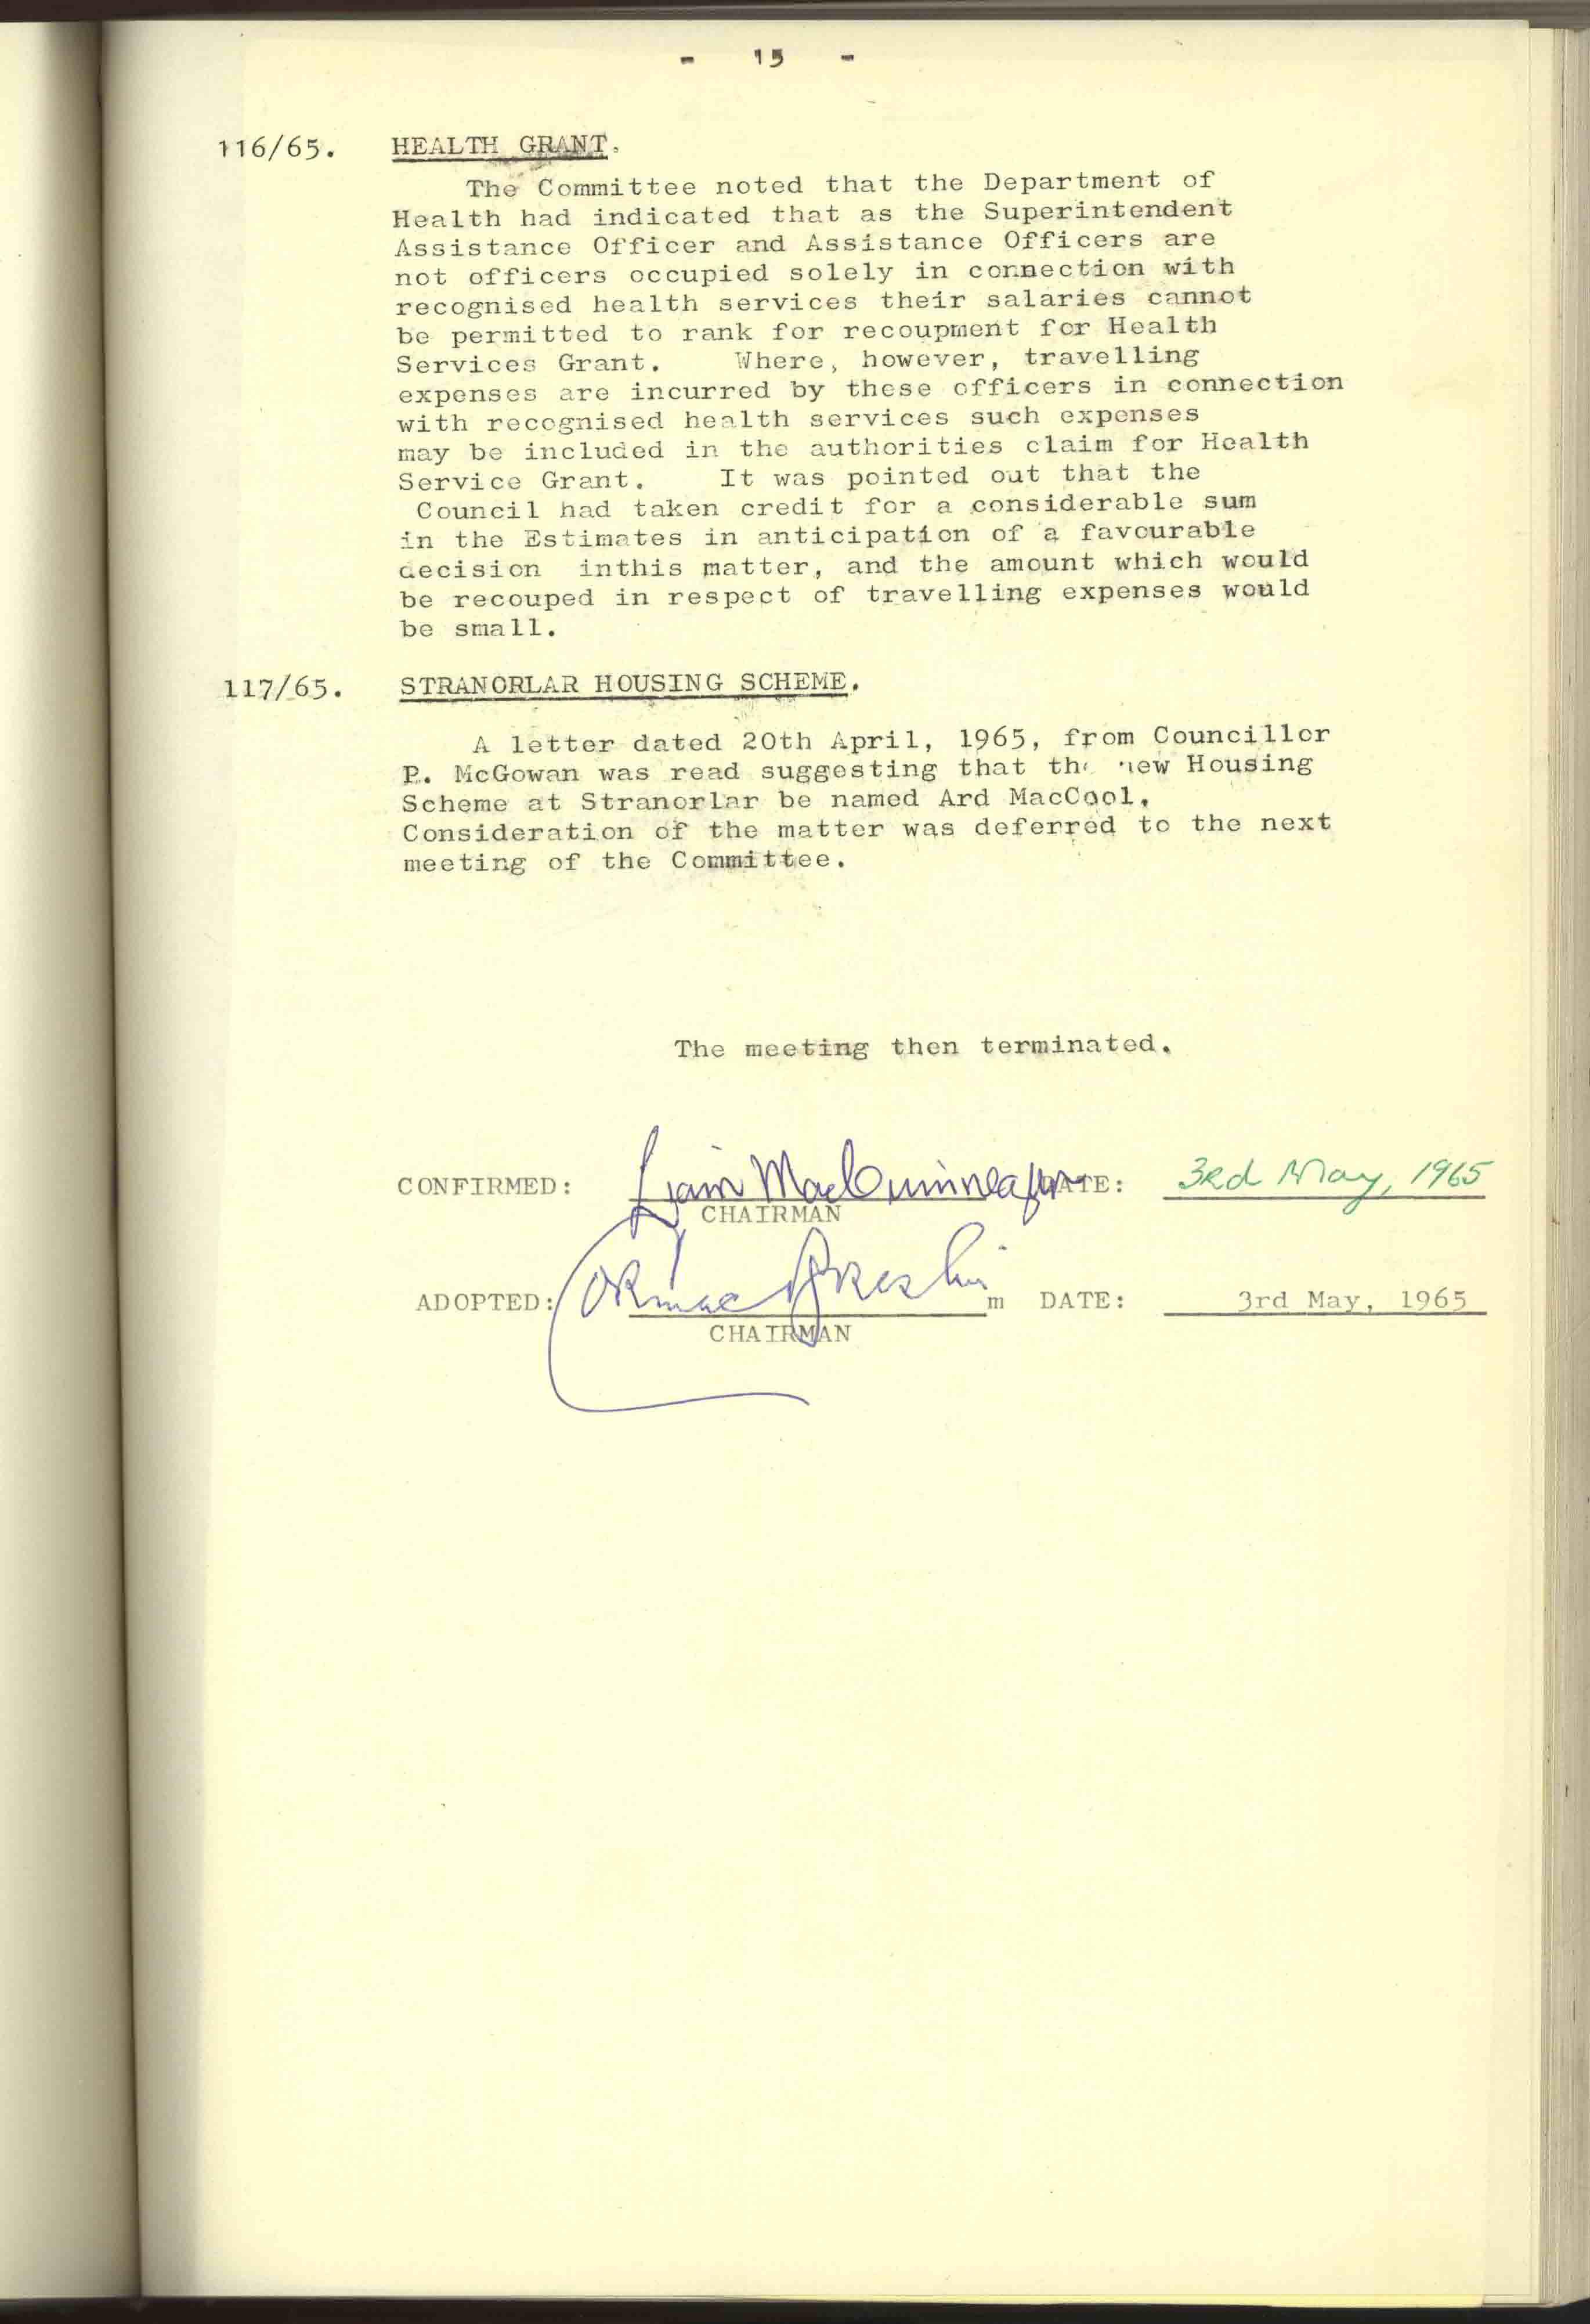 - 15 -
116/65. HEALTH GRANT.
The Committee noted that the Department of
Health had indicated that as the Superintendent
Assistance Officer and Assistance Officers are
not officers occupied solely in connection with
recognised health services their salaries cannot
be permitted to rank for recoupment for Health
Services Grant. Where, however, travelling
expenses are incurred by these officers in connection
with recognised health services such expenses
may be included in the authorities claim for Health
Service Grant. It was pointed out that the
Council had taken credit for a considerable sum
in the Estimates in anticipation of a favourable
decision inthis matter, and the amount which would
be recouped in respect of travelling expenses would
be small.
117/65. STRANORLAR HOUSING SCHEME.
A letter dated 20th April, 1965, from Councillor
P. McGowan was read suggesting that the new Housing
Scheme at Stranorlar be named Ard MacCool,
Consideration of the matter was deferred to the next
meeting of the Committee.
The meeting then terminated.
CONFIRMED: Liam DATE: 3rd May, 1965
CHAIRMAN
ADOPTED: Cormac Breslin m DATE: 3rd May, 1965
CHAIRMAN